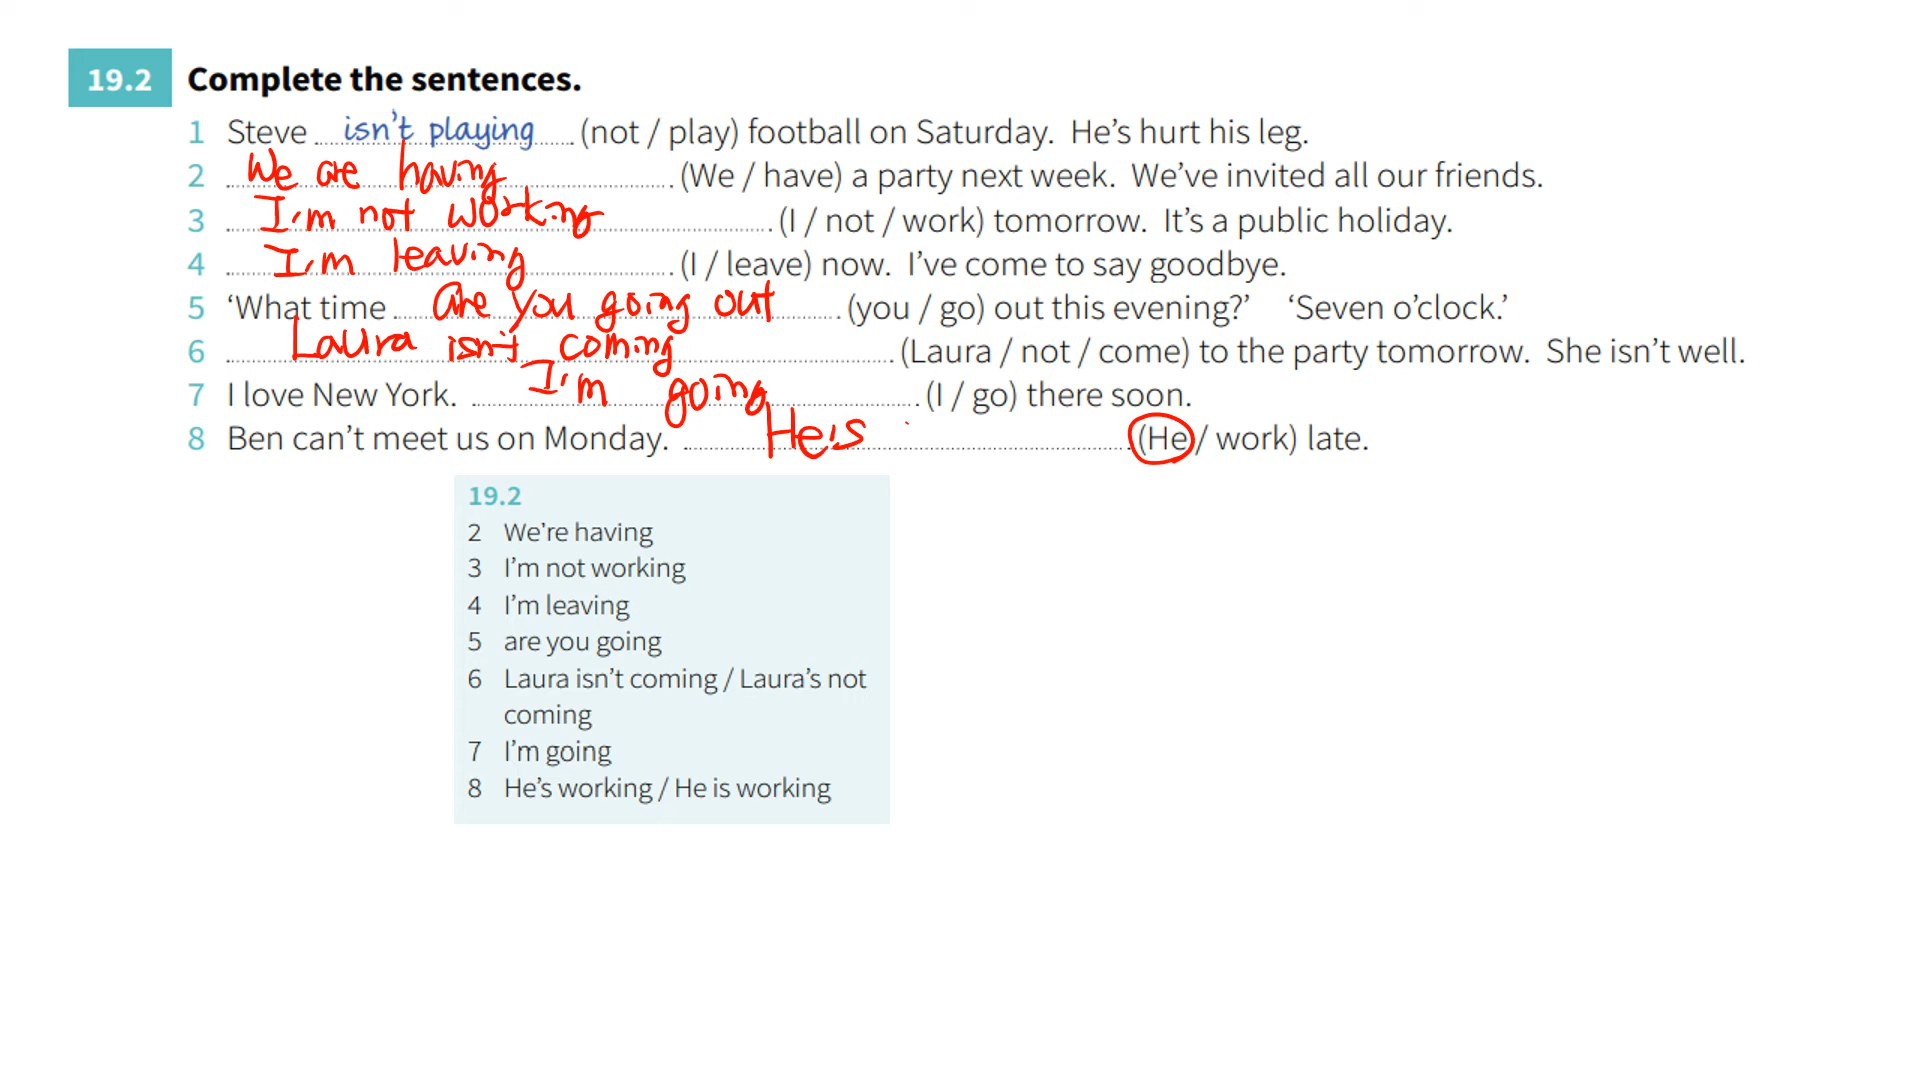 19.2 Complete the sentences.
1 Steve isn't playing (not / play) football on Saturday. He's hurt his leg.
2 We are having (We / have) a party next week. We've invited all our friends.
3 I'm not working (I / not / work) tomorrow. It's a public holiday.
4 I'm leaving (I / leave) now. I've come to say goodbye.
5 'What time are you going out (you / go) out this evening?' 'Seven o'clock.'
6 Laura isn't coming (Laura / not / come) to the party tomorrow. She isn't well.
7 I love New York. I'm going (I / go) there soon.
8 Ben can't meet us on Monday. He's (He / work) late.
19.2
2 We're having
3 I'm not working
4 I'm leaving
5 are you going
6 Laura isn't coming / Laura's not
coming
7 I'm going
8 He's working / He is working